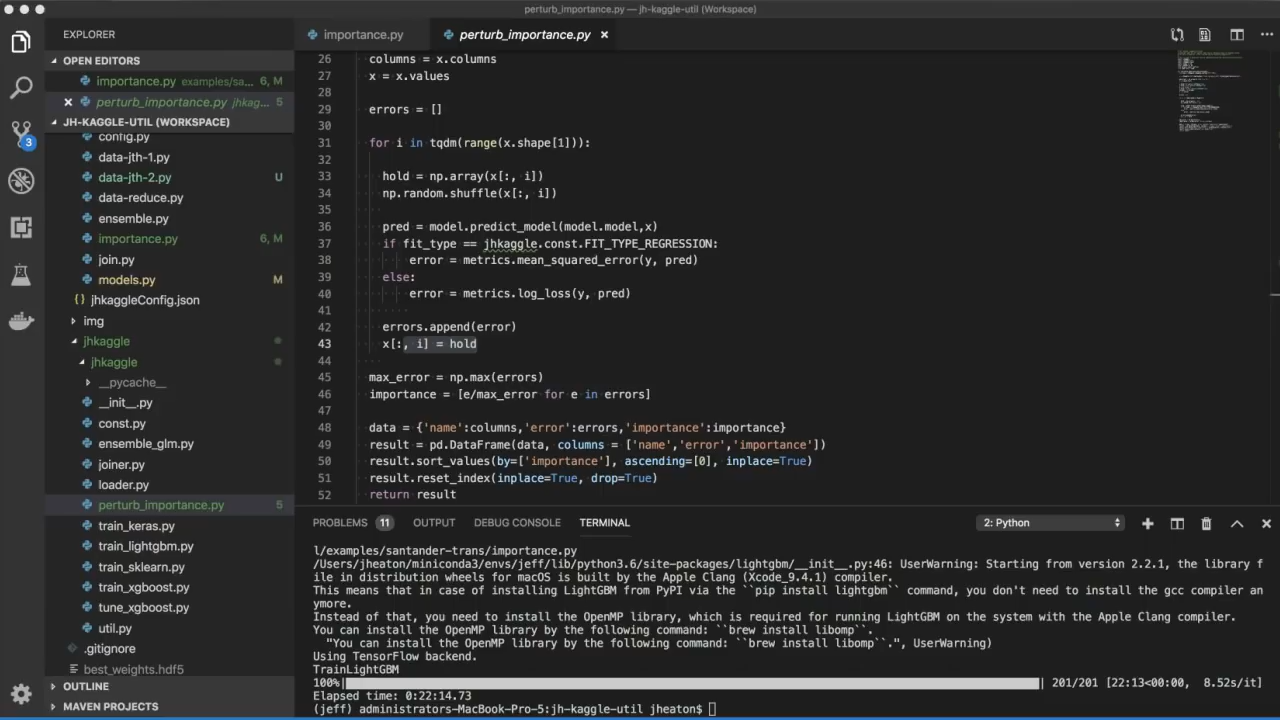 perturb_importance.py — jh-kaggle-util (Workspace)
EXPLORER
importance.py
perturb_importance.py ×
OPEN EDITORS
importance.py examples/sa... 6, M
× perturb_importance.py jhkag... 5
JH-KAGGLE-UTIL (WORKSPACE)
config.py
data-jth-1.py
data-jth-2.py U
data-reduce.py
ensemble.py
importance.py 6, M
join.py
models.py M
{} jhkaggleConfig.json
img
jhkaggle
jhkaggle
__pycache__
__init__.py
const.py
ensemble_glm.py
joiner.py
loader.py
perturb_importance.py 5
train_keras.py
train_lightgbm.py
train_sklearn.py
train_xgboost.py
tune_xgboost.py
util.py
.gitignore
best_weights.hdf5
OUTLINE
MAVEN PROJECTS
3
26 columns = x.columns
27 x = x.values
28
29 errors = []
30
31 for i in tqdm(range(x.shape[1])):
32
33 hold = np.array(x[:, i])
34 np.random.shuffle(x[:, i])
35
36 pred = model.predict_model(model.model,x)
37 if fit_type == jhkaggle.const.FIT_TYPE_REGRESSION:
38 error = metrics.mean_squared_error(y, pred)
39 else:
40 error = metrics.log_loss(y, pred)
41
42 errors.append(error)
43 x[:, i] = hold
44
45 max_error = np.max(errors)
46 importance = [e/max_error for e in errors]
47
48 data = {'name':columns,'error':errors,'importance':importance}
49 result = pd.DataFrame(data, columns = ['name','error','importance'])
50 result.sort_values(by=['importance'], ascending=[0], inplace=True)
51 result.reset_index(inplace=True, drop=True)
52 return result
PROBLEMS 11 OUTPUT DEBUG CONSOLE TERMINAL 2: Python
l/examples/santander-trans/importance.py
/Users/jheaton/miniconda3/envs/jeff/lib/python3.6/site-packages/lightgbm/__init__.py:46: UserWarning: Starting from version 2.2.1, the library f
ile in distribution wheels for macOS is built by the Apple Clang (Xcode_9.4.1) compiler.
This means that in case of installing LightGBM from PyPI via the ``pip install lightgbm`` command, you don't need to install the gcc compiler an
ymore.
Instead of that, you need to install the OpenMP library, which is required for running LightGBM on the system with the Apple Clang compiler.
You can install the OpenMP library by the following command: ``brew install libomp``.
"You can install the OpenMP library by the following command: ``brew install libomp``.", UserWarning)
Using TensorFlow backend.
TrainLightGBM
100%| | 201/201 [22:13<00:00, 8.52s/it]
Elapsed time: 0:22:14.73
(jeff) administrators-MacBook-Pro-5:jh-kaggle-util jheaton$